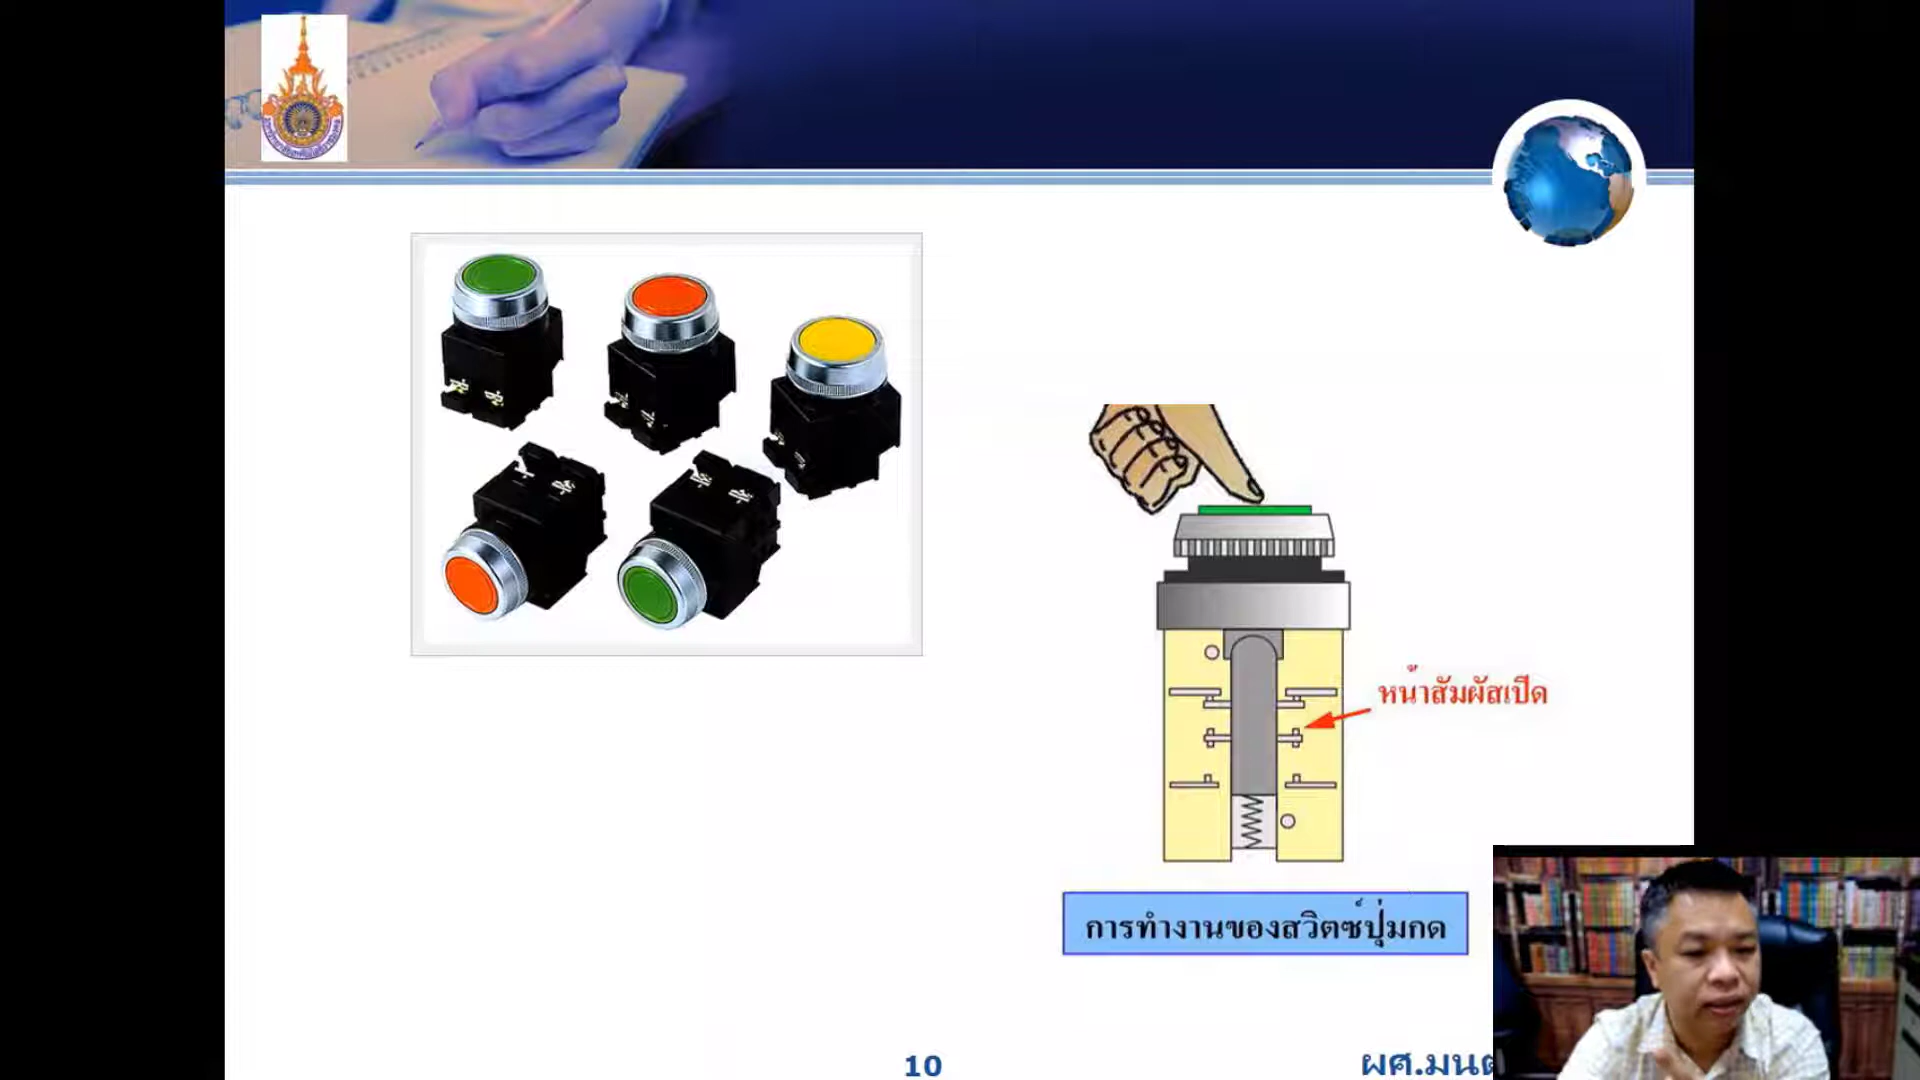 หน้าสัมผัสเปิด
การทำงานของสวิตซ์ปุ่มกด
10
ผศ.มนต